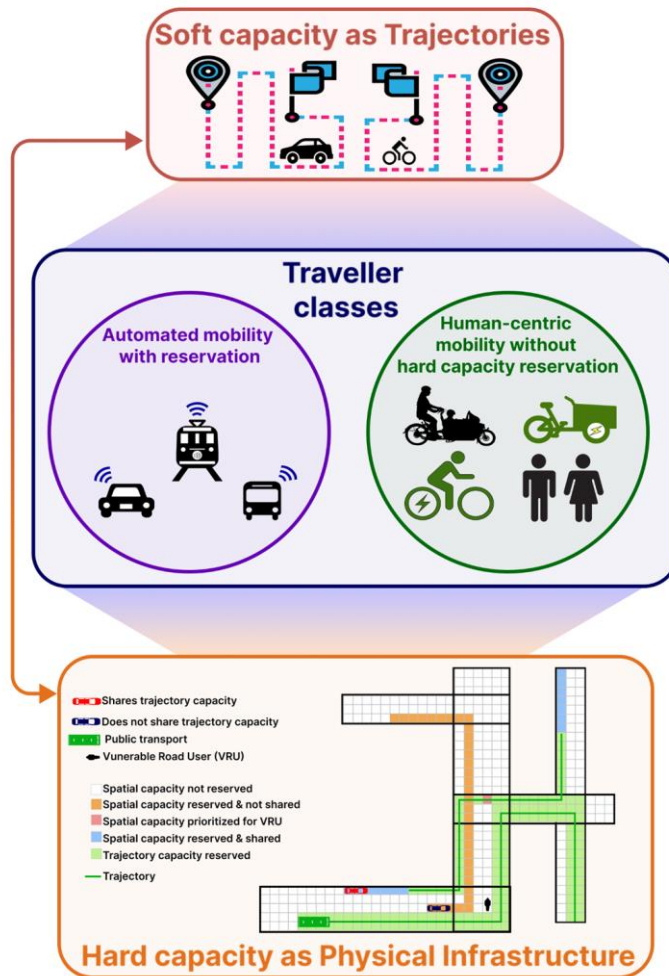 Soft capacity as Trajectories
Traveller
classes
Automated mobility
with reservation
Human-centric
mobility without
hard capacity reservation
Shares trajectory capacity
Does not share trajectory capacity
Public transport
Vunerable Road User (VRU)
Spatial capacity not reserved
Spatial capacity reserved & not shared
Spatial capacity prioritized for VRU
Spatial capacity reserved & shared
Trajectory capacity reserved
Trajectory
Hard capacity as Physical Infrastructure